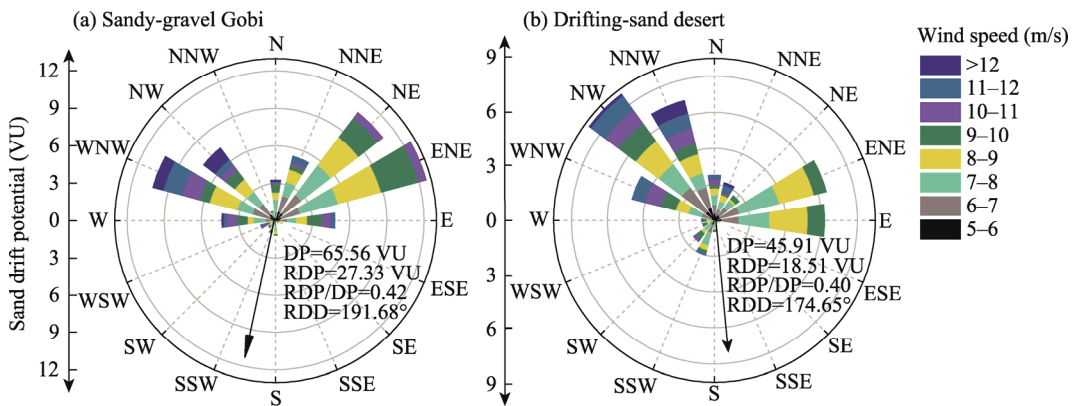 (a) Sandy-gravel Gobi
(b) Drifting-sand desert
Wind speed (m/s)
>12
11–12
10–11
9–10
8–9
7–8
6–7
5–6
Sand drift potential (VU)
12
9
6
3
0
3
6
9
12
N
NNE
NE
ENE
E
ESE
SE
SSE
S
SSW
SW
WSW
W
WNW
NW
NNW
DP=65.56 VU
RDP=27.33 VU
RDP/DP=0.42
RDD=191.68°
9
6
3
0
3
6
9
N
NNE
NE
ENE
E
ESE
SE
SSE
S
SSW
SW
WSW
W
WNW
NW
NNW
DP=45.91 VU
RDP=18.51 VU
RDP/DP=0.40
RDD=174.65°